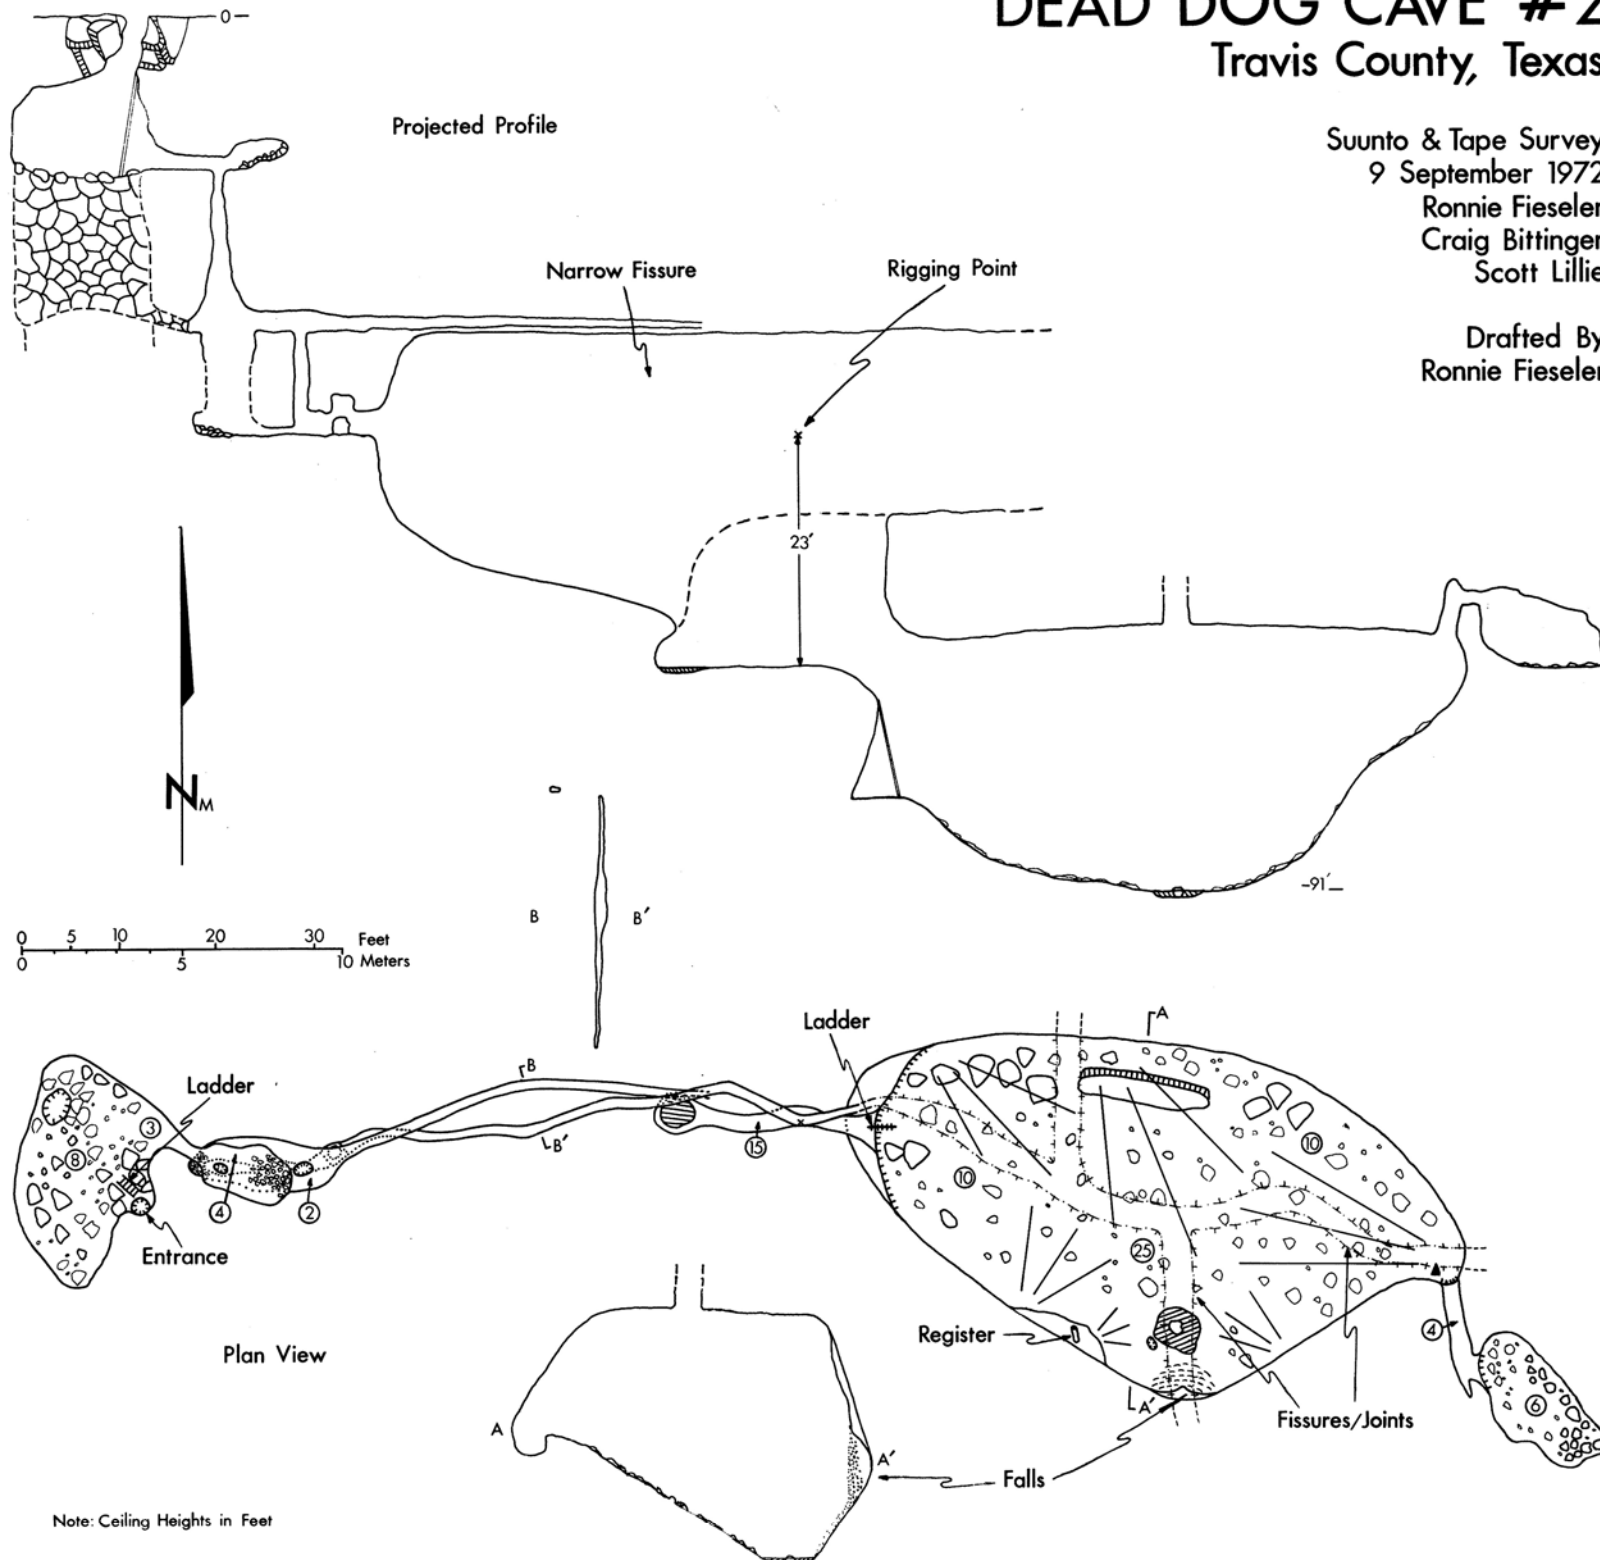 DEAD DOG CAVE #2
Travis County, Texas
Suunto & Tape Survey
9 September 1972
Ronnie Fieseler
Craig Bittinger
Scott Lillie
Drafted By
Ronnie Fieseler
0
Projected Profile
Narrow Fissure
Rigging Point
23'
N M
-91'
B B'
0 5 10 20 30 Feet
0 5 10 Meters
A
Ladder
B
Ladder
3
8
10
10
15
B'
4
2
Entrance
25
Register
4
Plan View
A'
Fissures/Joints
6
A
A'
Falls
Note: Ceiling Heights in Feet